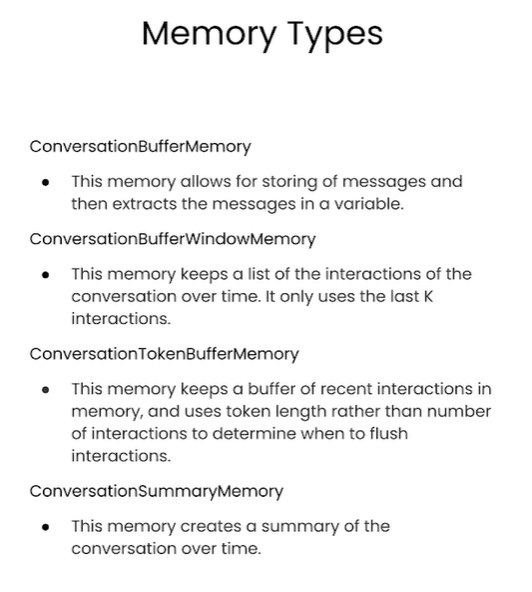 Memory Types
ConversationBufferMemory
● This memory allows for storing of messages and
then extracts the messages in a variable.
ConversationBufferWindowMemory
● This memory keeps a list of the interactions of the
conversation over time. It only uses the last K
interactions.
ConversationTokenBufferMemory
● This memory keeps a buffer of recent interactions in
memory, and uses token length rather than number
of interactions to determine when to flush
interactions.
ConversationSummaryMemory
● This memory creates a summary of the
conversation over time.